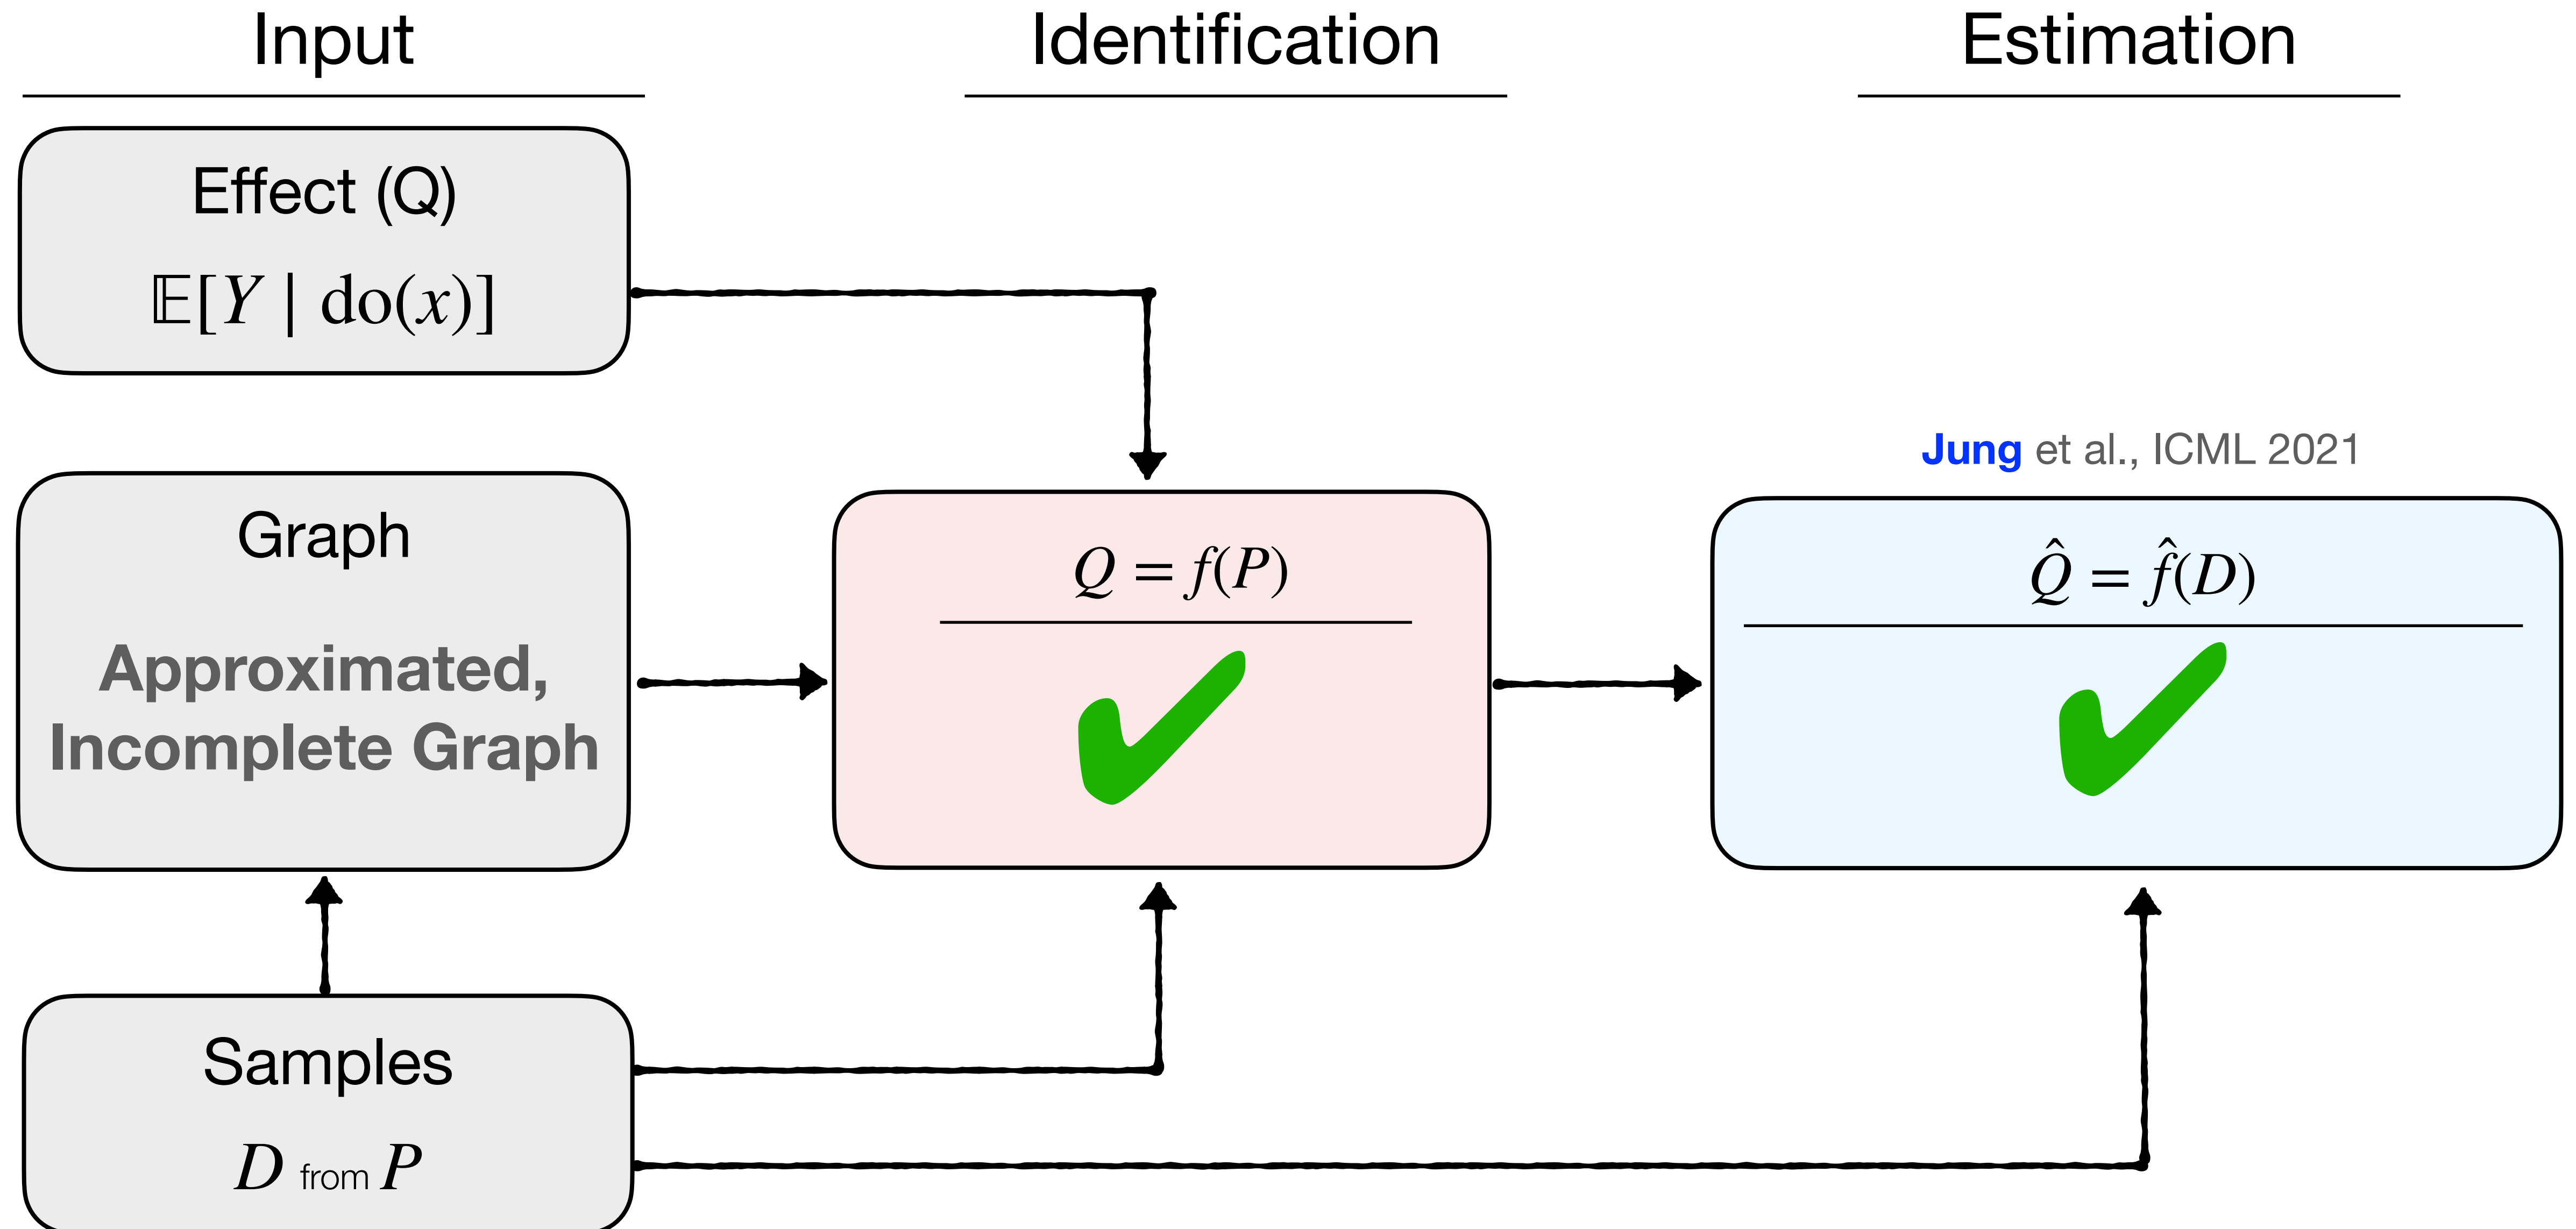 Input
Identification
Estimation
Effect (Q)
𝔼[Y | do(x)]
Jung et al., ICML 2021
Graph
Approximated,
Incomplete Graph
Q = f(P)
Q̂ = f̂(D)
Samples
D from P